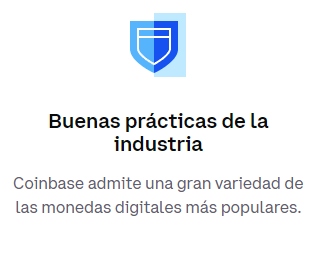 Buenas prácticas de la
industria
Coinbase admite una gran variedad de
las monedas digitales más populares.